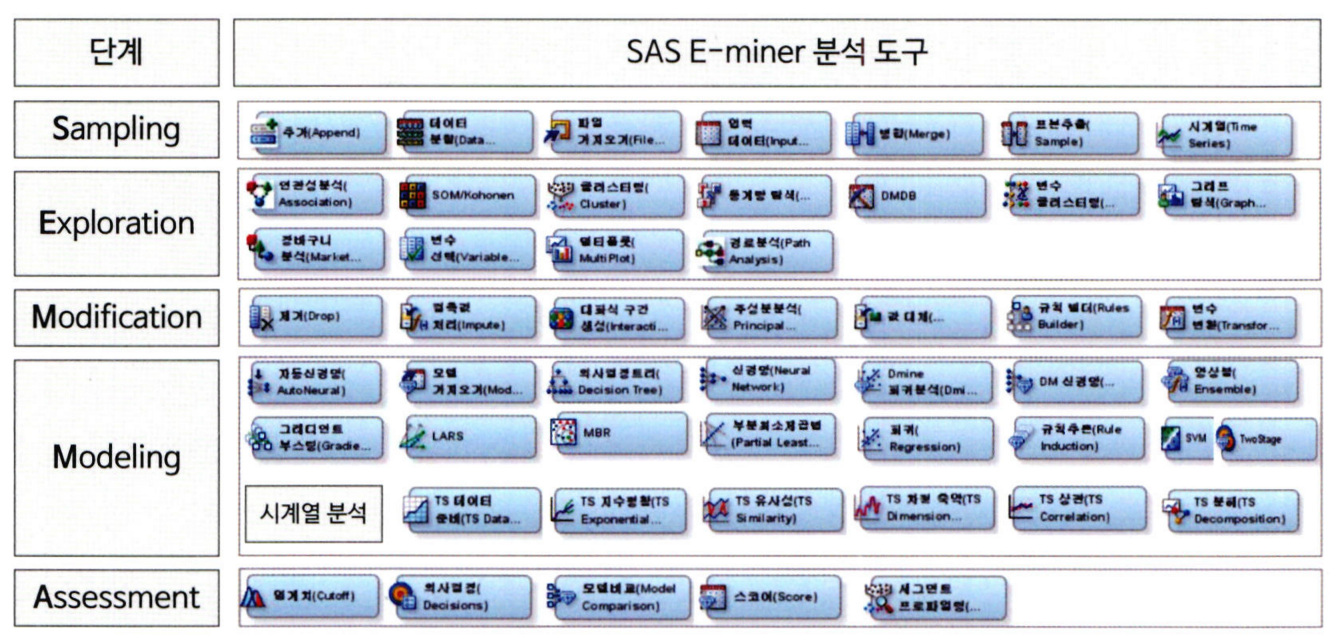 단계
SAS E-miner 분석 도구
Sampling
추가(Append)
데이터
분할(Data...
파일
가져오기(File...
입력
데이터(Input...
병합(Merge)
표본추출(
Sample)
시계열(Time
Series)
Exploration
연관성분석(
Association)
SOM/Kohonen
클러스터링(
Cluster)
통계량 탐색(...
DMDB
변수
클러스터링(...
그래프
탐색(Graph...
장바구니
분석(Market...
변수
선택(Variable...
멀티플롯(
MultiPlot)
경로분석(Path
Analysis)
Modification
제거(Drop)
결측값
처리(Impute)
대화식 구간
생성(Interacti...
주성분분석(
Principal...
값 대체(...
규칙 빌더(Rules
Builder)
변수
변환(Transfor...
Modeling
자동신경망(
AutoNeural)
모델
가져오기(Mod...
의사결정트리(
Decision Tree)
신경망(Neural
Network)
Dmine
회귀분석(Dmi...
DM 신경망(...
앙상블(
Ensemble)
그래디언트
부스팅(Gradie...
LARS
MBR
부분최소제곱법
(Partial Least...
회귀(
Regression)
규칙추론(Rule
Induction)
SVM
TwoStage
시계열 분석
TS 데이터
준비(TS Data...
TS 지수평활(TS
Exponential...
TS 유사성(TS
Similarity)
TS 차원 축약(TS
Dimension...
TS 상관(TS
Correlation)
TS 분해(TS
Decomposition)
Assessment
임계치(Cutoff)
의사결정(
Decisions)
모델비교(Model
Comparison)
스코어(Score)
세그먼트
프로파일링(...